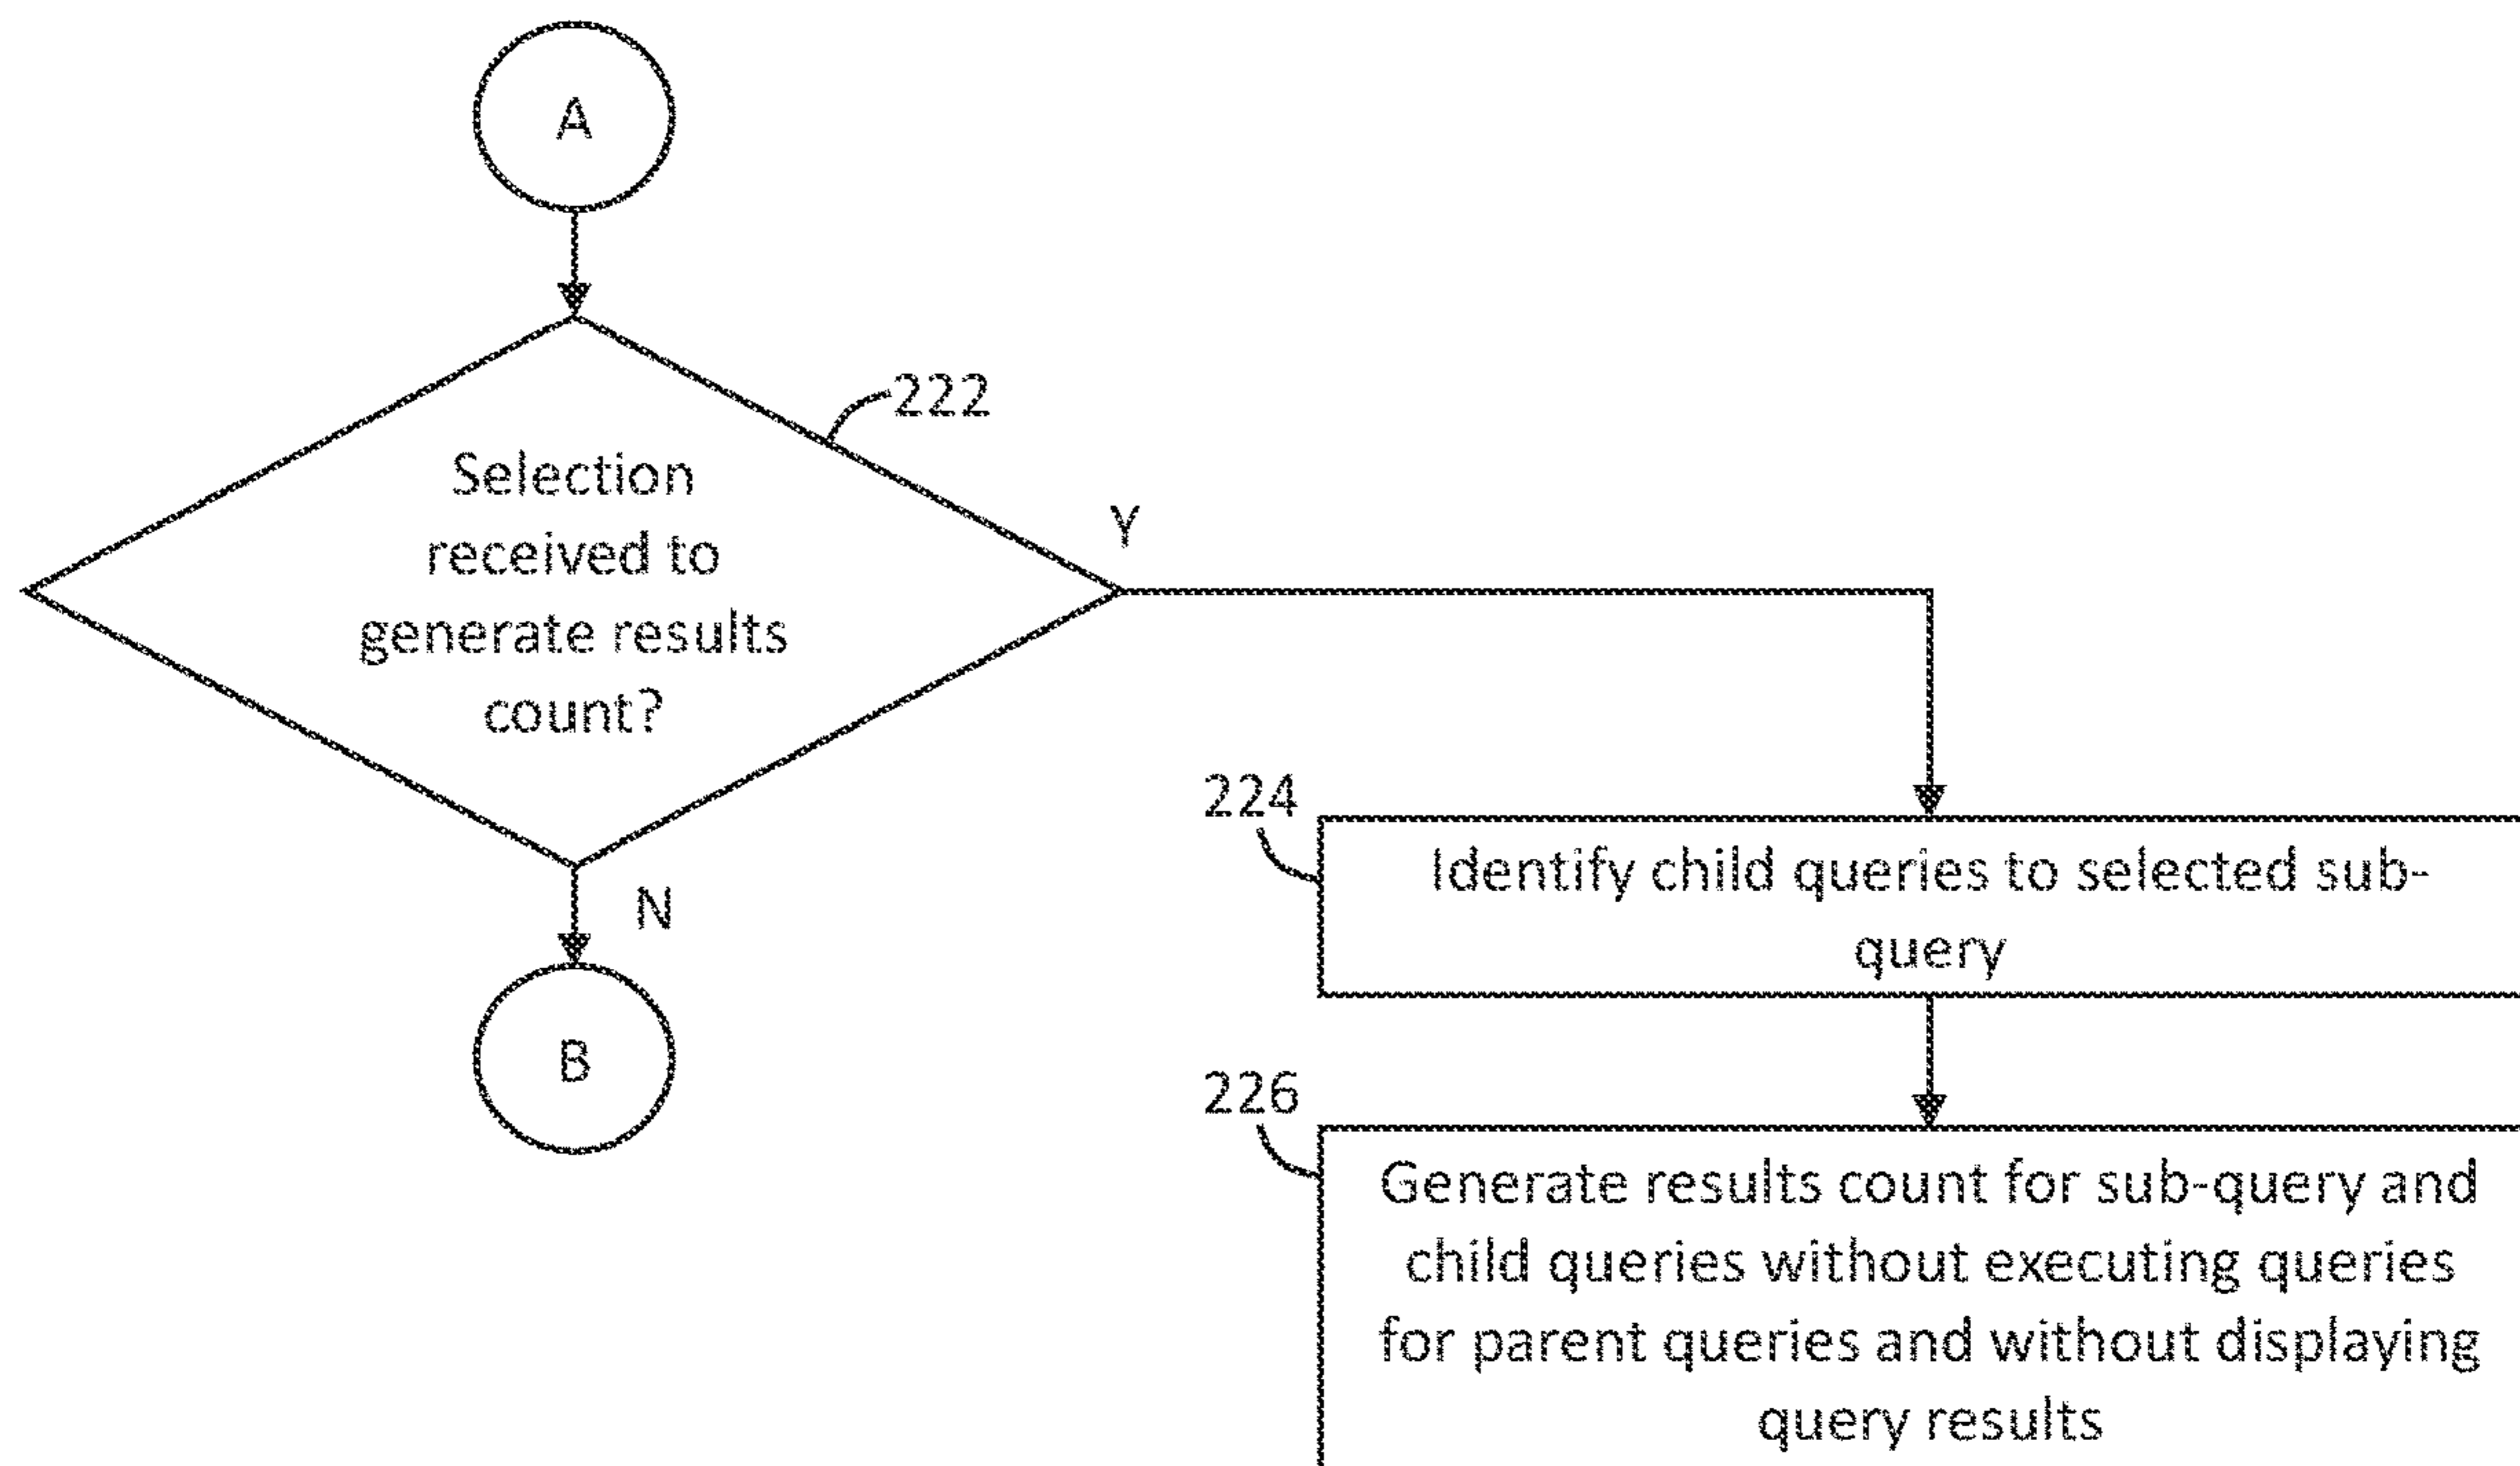 A
222
Selection
received to
generate results
count?
Y
N
B
224
Identify child queries to selected sub-
query
226
Generate results count for sub-query and
child queries without executing queries
for parent queries and without displaying
query results